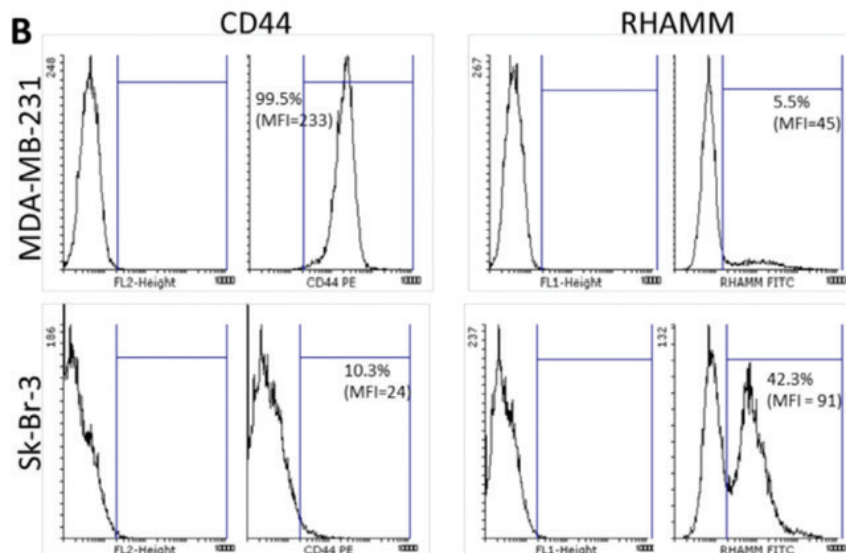 B
CD44
RHAMM
MDA-MB-231
248
99.5%
(MFI=233)
267
5.5%
(MFI=45)
FL2-Height
CD44 PE
FL1-Height
RHAMM FITC
Sk-Br-3
186
10.3%
(MFI=24)
237
132
42.3%
(MFI = 91)
FL2-Height
CD44 PE
FL1-Height
RHAMM FITC